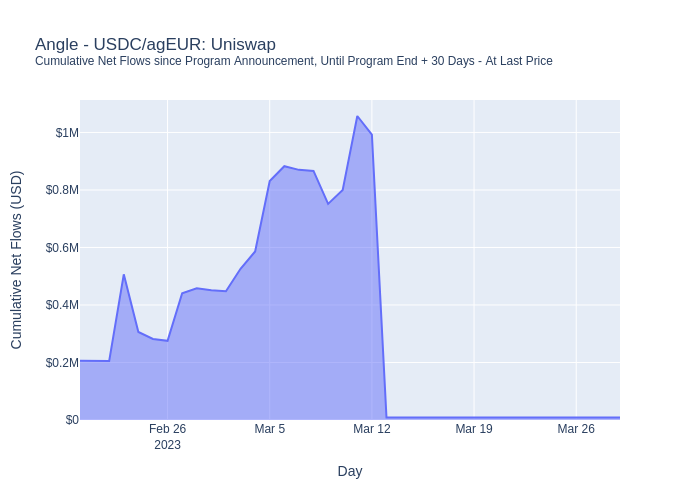 Angle - USDC/agEUR: Uniswap
Cumulative Net Flows since Program Announcement, Until Program End + 30 Days - At Last Price
Cumulative Net Flows (USD)
$1M
$0.8M
$0.6M
$0.4M
$0.2M
$0
Feb 26
2023
Mar 5
Mar 12
Mar 19
Mar 26
Day